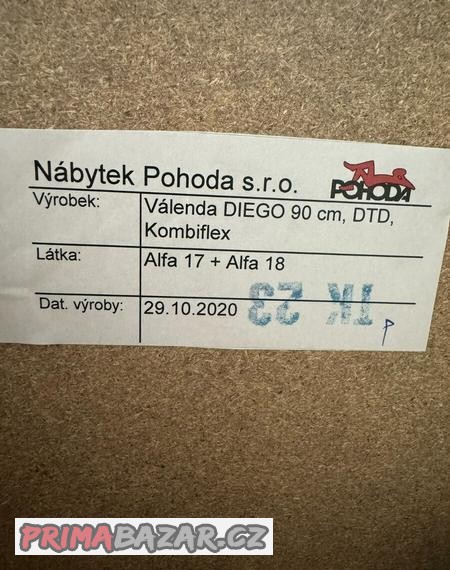 Nábytek Pohoda s.r.o.
POHODA
Výrobek: Válenda DIEGO 90 cm, DTD,
Kombiflex
Látka: Alfa 17 + Alfa 18
Dat. výroby: 29.10.2020
TK 23
P
PRIMABAZAR.CZ